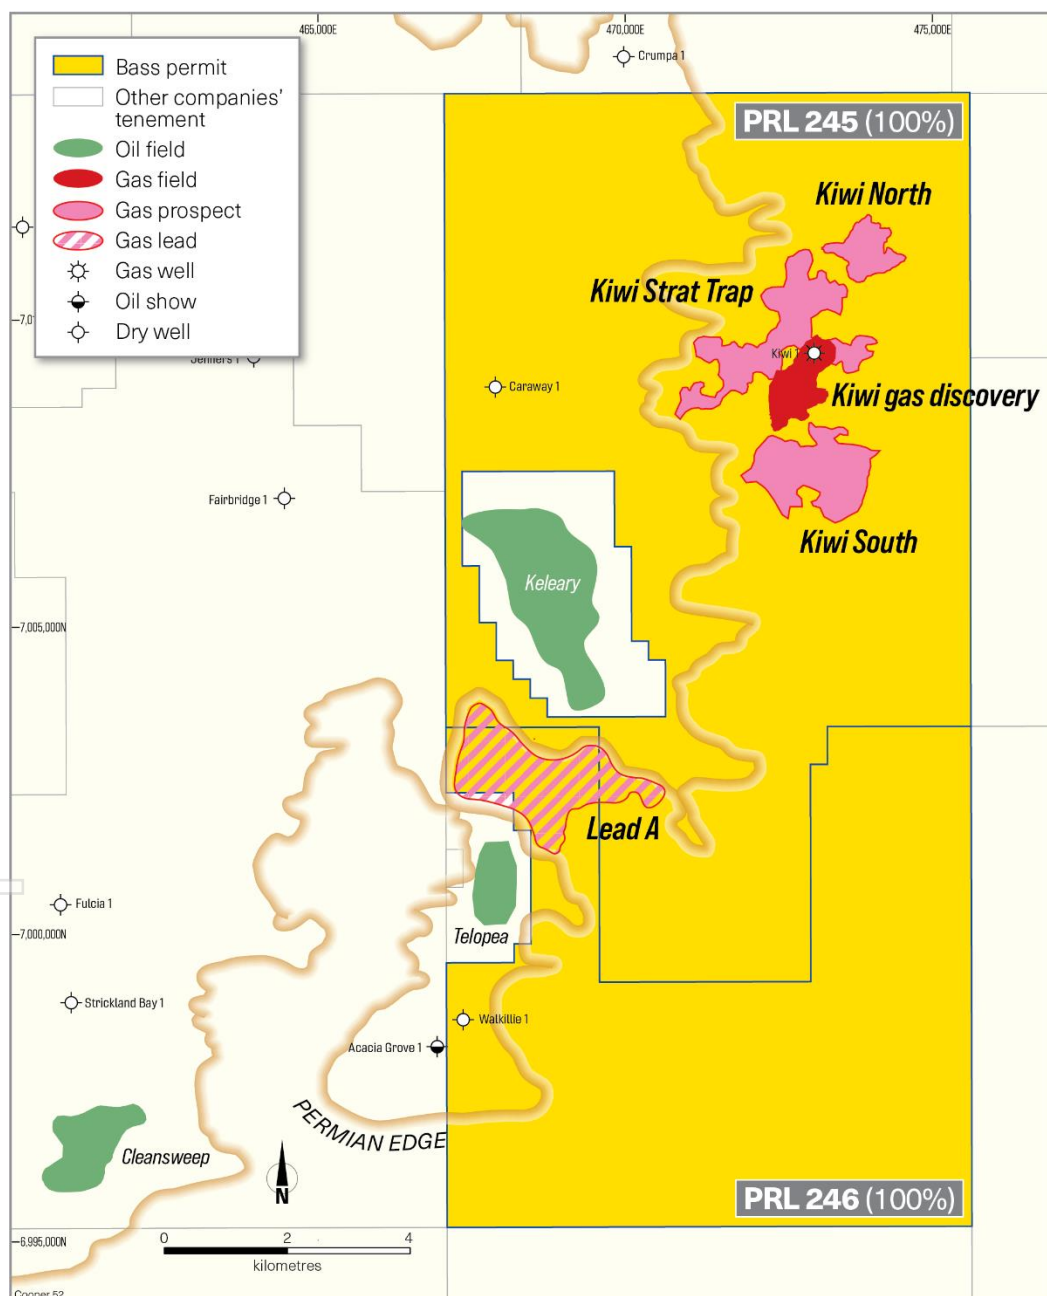 465,000E
470,000E
475,000E
Crumpa 1
Bass permit
Other companies'
tenement
Oil field
Gas field
Gas prospect
Gas lead
Gas well
Oil show
Dry well
PRL 245 (100%)
Kiwi North
Kiwi Strat Trap
Kiwi 1
Kiwi gas discovery
Caraway 1
Fairbridge 1
Kiwi South
Keleary
7,005,000N
Lead A
Fulcia 1
Telopea
7,000,000N
Strickland Bay 1
Walkillie 1
Acacia Grove 1
PERMIAN EDGE
Cleansweep
N
PRL 246 (100%)
6,995,000N
0 2 4
kilometres